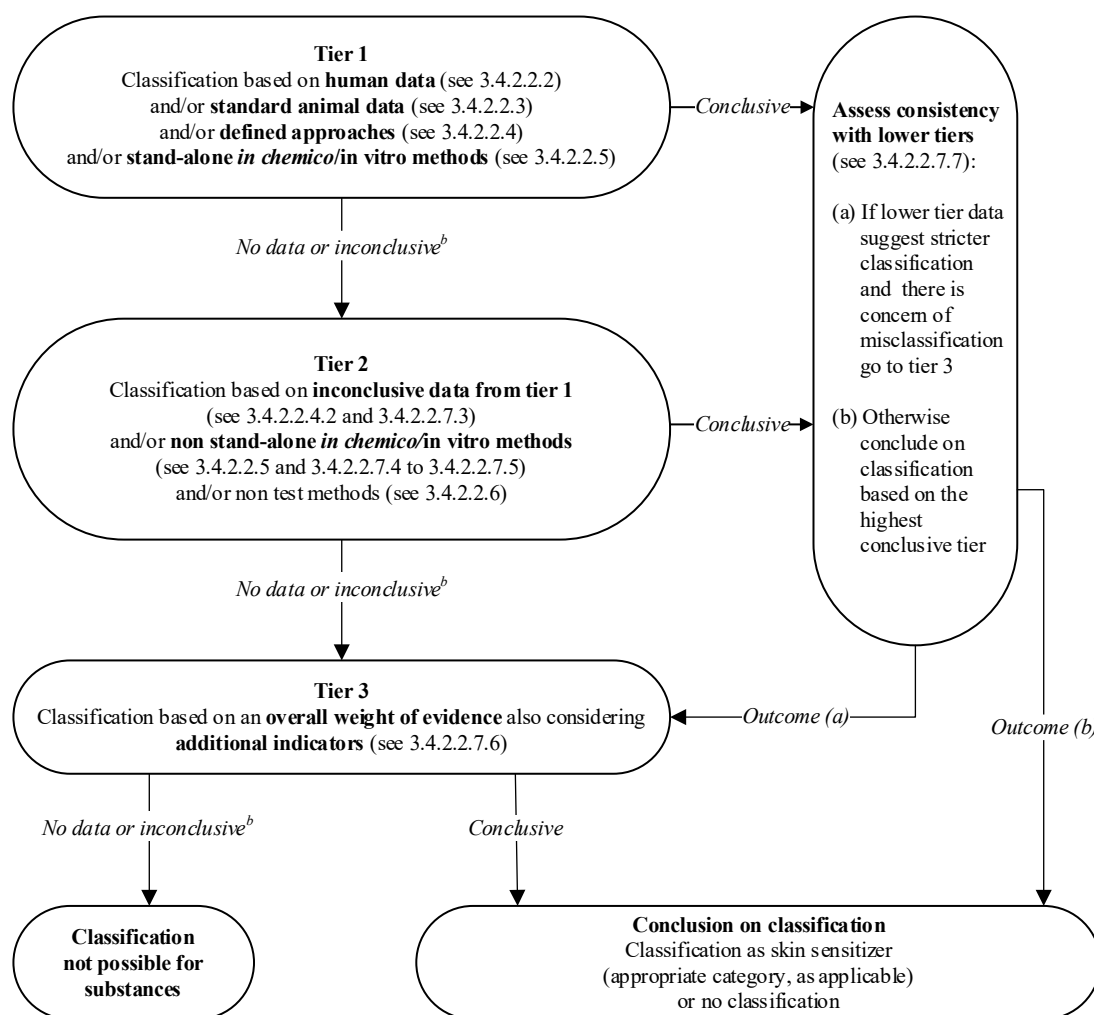 Tier 1
Classification based on human data (see 3.4.2.2.2)
and/or standard animal data (see 3.4.2.2.3)
and/or defined approaches (see 3.4.2.2.4)
and/or stand-alone in chemico/in vitro methods (see 3.4.2.2.5)
Conclusive
Assess consistency
with lower tiers
(see 3.4.2.2.7.7):
(a) If lower tier data
suggest stricter
classification
and there is
concern of
misclassification
go to tier 3
(b) Otherwise
conclude on
classification
based on the
highest
conclusive tier
No data or inconclusiveb
Tier 2
Classification based on inconclusive data from tier 1
(see 3.4.2.2.4.2 and 3.4.2.2.7.3)
and/or non stand-alone in chemico/in vitro methods
(see 3.4.2.2.5 and 3.4.2.2.7.4 to 3.4.2.2.7.5)
and/or non test methods (see 3.4.2.2.6)
Conclusive
No data or inconclusiveb
Tier 3
Classification based on an overall weight of evidence also considering
additional indicators (see 3.4.2.2.7.6)
Outcome (a)
Outcome (b)
No data or inconclusiveb
Conclusive
Classification
not possible for
substances
Conclusion on classification
Classification as skin sensitizer
(appropriate category, as applicable)
or no classification